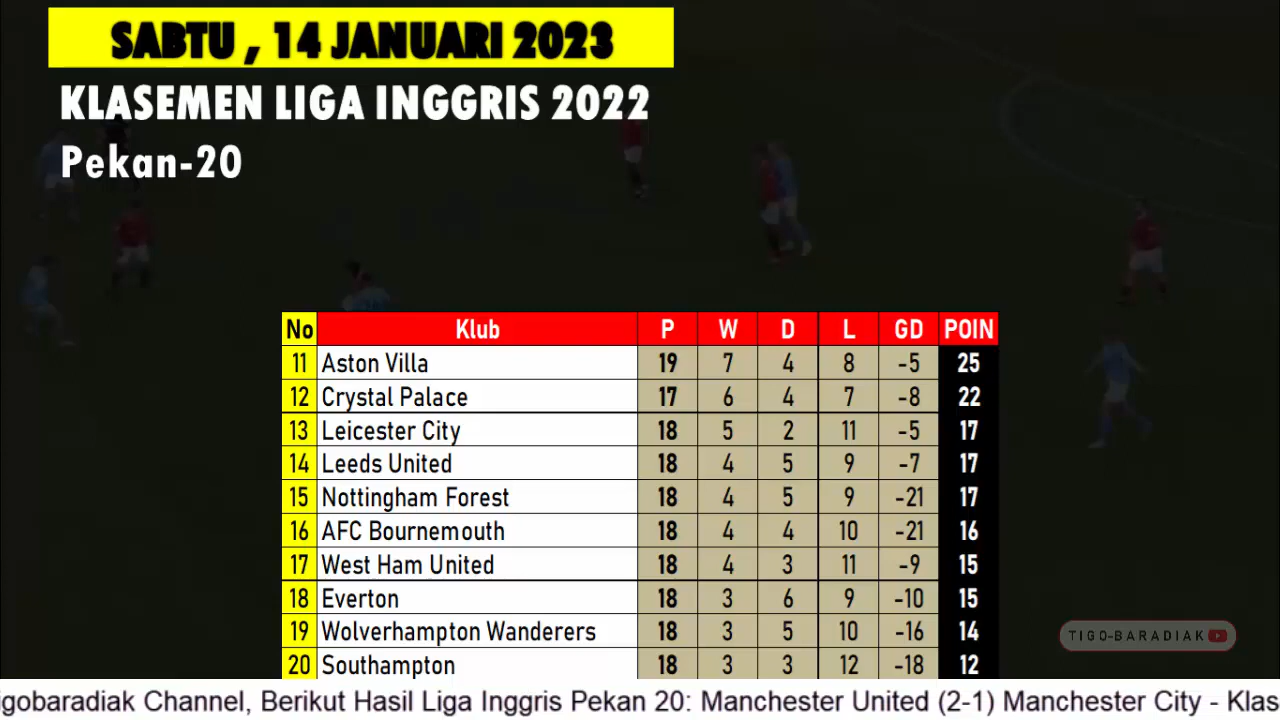 SABTU , 14 JANUARI 2023
KLASEMEN LIGA INGGRIS 2022
Pekan-20
No Klub P W D L GD POIN
11 Aston Villa 19 7 4 8 -5 25
12 Crystal Palace 17 6 4 7 -8 22
13 Leicester City 18 5 2 11 -5 17
14 Leeds United 18 4 5 9 -7 17
15 Nottingham Forest 18 4 5 9 -21 17
16 AFC Bournemouth 18 4 4 10 -21 16
17 West Ham United 18 4 3 11 -9 15
18 Everton 18 3 6 9 -10 15
19 Wolverhampton Wanderers 18 3 5 10 -16 14
20 Southampton 18 3 3 12 -18 12
TIGO-BARADIAK
igobaradiak Channel, Berikut Hasil Liga Inggris Pekan 20: Manchester United (2-1) Manchester City - Klas